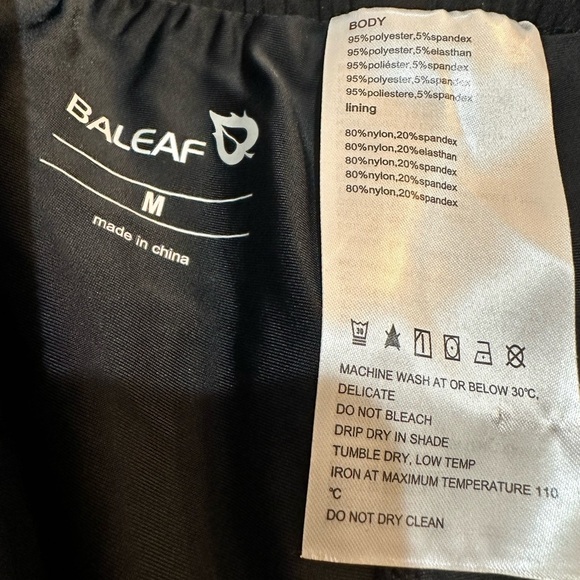 BALEAF
M
made in china
BODY
95%polyester,5%spandex
95%polyester,5%elasthan
95%poliéster,5%spandex
95%polyester,5%spandex
95%poliestere,5%spandex
lining
80%nylon,20%spandex
80%nylon,20%elasthan
80%nylon,20%spandex
80%nylon,20%spandex
80%nylon,20%spandex
30
MACHINE WASH AT OR BELOW 30℃,
DELICATE
DO NOT BLEACH
DRIP DRY IN SHADE
TUMBLE DRY, LOW TEMP
IRON AT MAXIMUM TEMPERATURE 110
℃
DO NOT DRY CLEAN